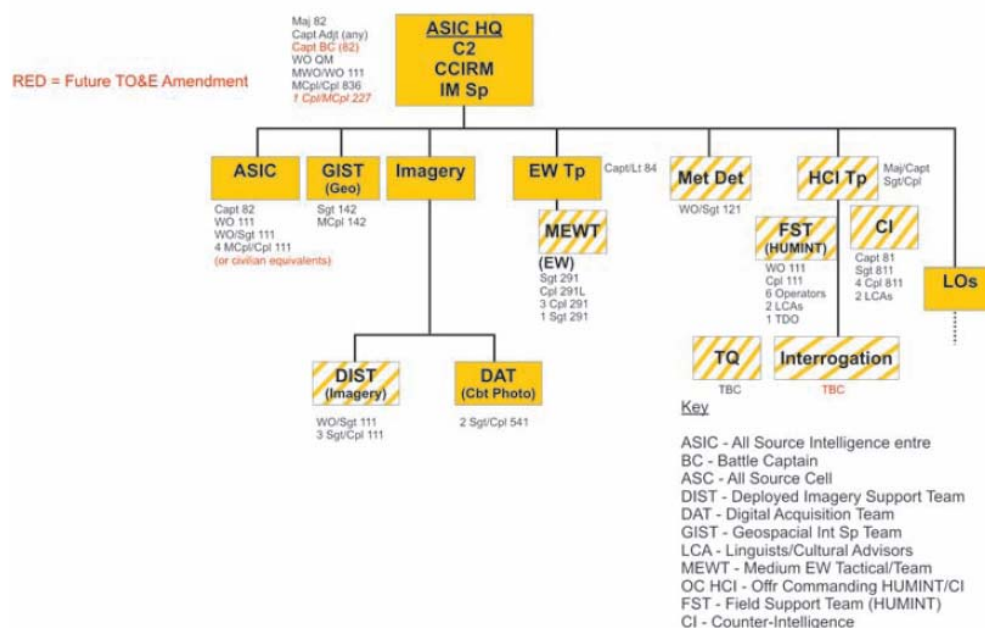 Maj 82
Capt Adjt (any)
Capt BC (82)
WO QM
MWO/WO 111
MCpl/Cpl 836
1 Cpl/MCpl 227
ASIC HQ
C2
CCIRM
IM Sp
RED = Future TO&E Amendment
ASIC
Capt 82
WO 111
WO/Sgt 111
4 MCpl/Cpl 111
(or civilian equivalents)
GIST
(Geo)
Sgt 142
MCpl 142
Imagery
EW Tp
Capt/Lt 84
MEWT
(EW)
Sgt 291
Cpl 291L
3 Cpl 291
1 Sgt 291
Met Det
WO/Sgt 121
HCI Tp
Maj/Capt
Sgt/Cpl
FST
(HUMINT)
WO 111
Cpl 111
6 Operators
2 LCAs
1 TDO
CI
Capt 81
Sgt 811
4 Cpl 811
2 LCAs
LOs
DIST
(Imagery)
WO/Sgt 111
3 Sgt/Cpl 111
DAT
(Cbt Photo)
2 Sgt/Cpl 541
TQ
TBC
Interrogation
TBC
Key
ASIC - All Source Intelligence entre
BC - Battle Captain
ASC - All Source Cell
DIST - Deployed Imagery Support Team
DAT - Digital Acquisition Team
GIST - Geospacial Int Sp Team
LCA - Linguists/Cultural Advisors
MEWT - Medium EW Tactical/Team
OC HCI - Offr Commanding HUMINT/CI
FST - Field Support Team (HUMINT)
CI - Counter-Intelligence